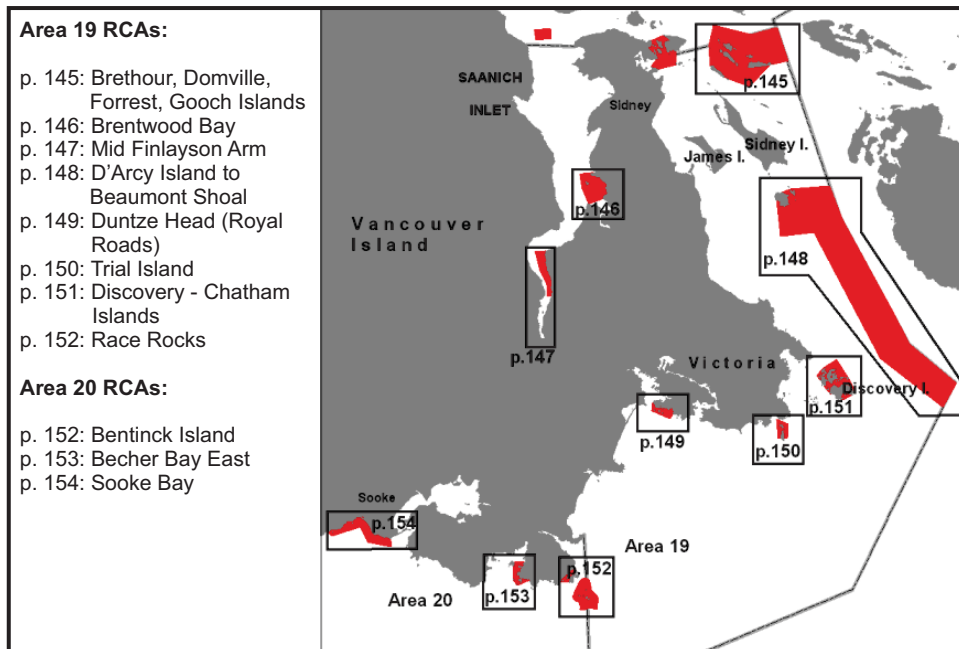 Area 19 RCAs:
p. 145: Brethour, Domville,
Forrest, Gooch Islands
p. 146: Brentwood Bay
p. 147: Mid Finlayson Arm
p. 148: D'Arcy Island to
Beaumont Shoal
p. 149: Duntze Head (Royal
Roads)
p. 150: Trial Island
p. 151: Discovery - Chatham
Islands
p. 152: Race Rocks
Area 20 RCAs:
p. 152: Bentinck Island
p. 153: Becher Bay East
p. 154: Sooke Bay
SAANICH
INLET
Sidney
p.145
James I.
Sidney I.
p.146
Vancouver
Island
p.148
p.147
Victoria
Discovery I.
p.151
p.149
p.150
Sooke
p.154
Area 19
p.152
p.153
Area 20